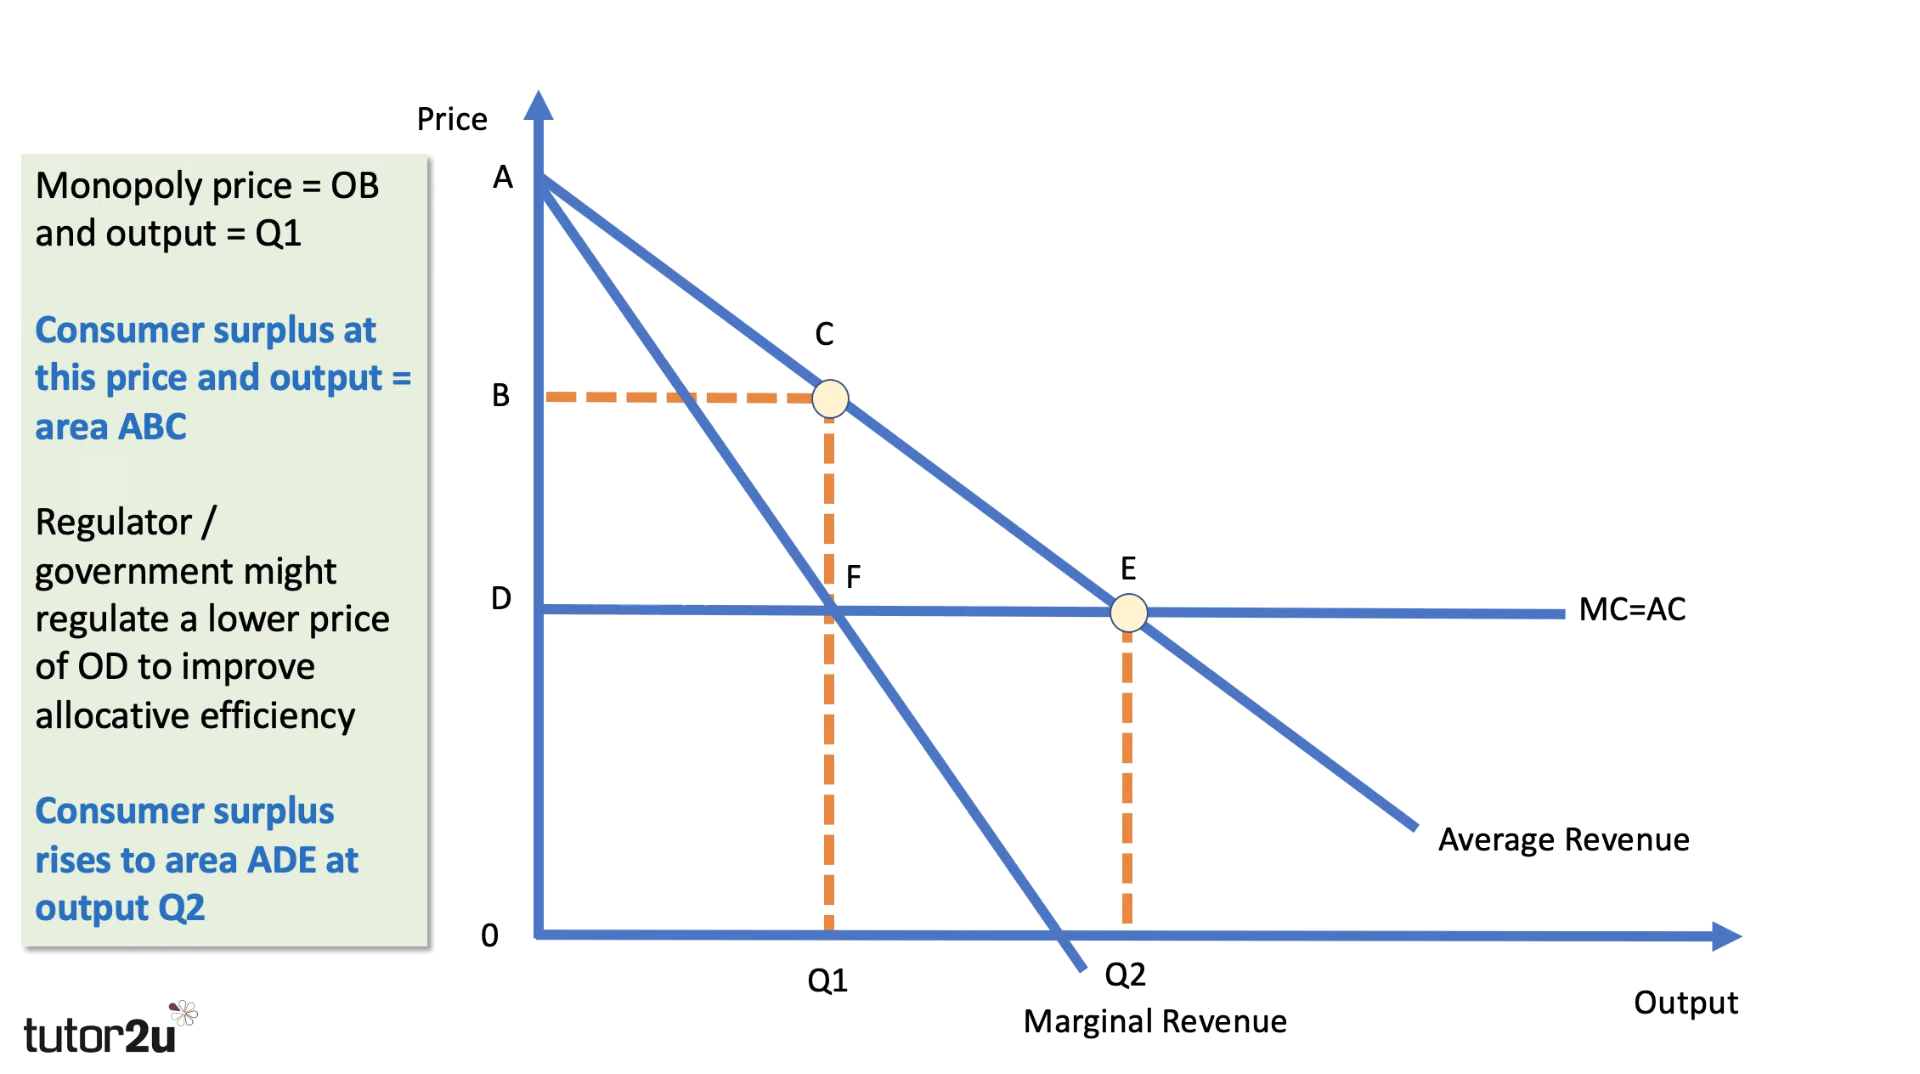 Price
A
Monopoly price = OB
and output = Q1
Consumer surplus at
this price and output =
area ABC
Regulator /
government might
regulate a lower price
of OD to improve
allocative efficiency
Consumer surplus
rises to area ADE at
output Q2
C
B
E
F
D
MC=AC
Average Revenue
0
Q1
Q2
Output
Marginal Revenue
tutor2u